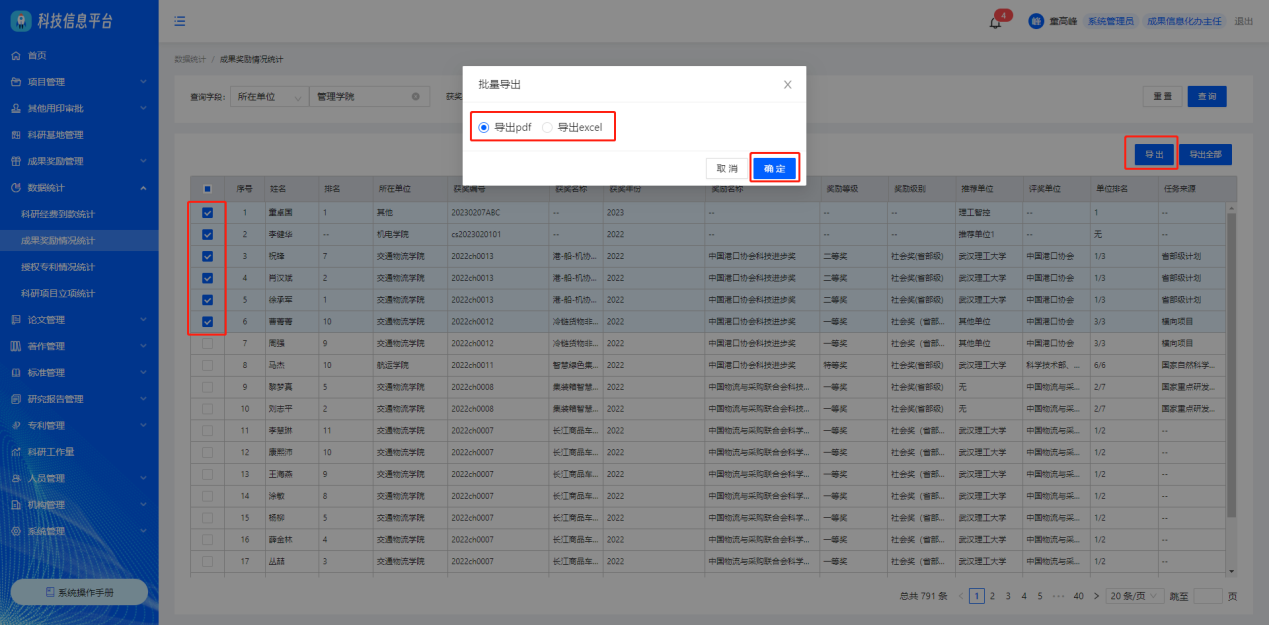 科技信息平台
首页
项目管理
其他用印审批
科研基地管理
成果奖励管理
数据统计
科研经费到款统计
成果奖励情况统计
授权专利情况统计
科研项目立项统计
论文管理
著作管理
标准管理
研究报告管理
专利管理
科研工作量
人员管理
机构管理
系统管理
系统操作手册
4
峰 童高峰 系统管理员 成果信息化办主任 退出
数据统计 / 成果奖励情况统计
查询字段: 所在单位 管理学院 获奖
重置 查询
批量导出
导出pdf 导出excel
取消 确定
导出 导出全部
序号 姓名 排名 所在单位 获奖编号 获奖名称 获奖年份 奖励名称 奖励等级 奖励级别 推荐单位 评奖单位 单位排名 任务来源
1 童卓国 1 其他 20230207ABC -- 2023 -- -- -- 理工智控 -- 1 --
2 李健华 -- 机电学院 cs2023020101 -- 2022 -- -- -- 推荐单位1 -- 无 --
3 祝锋 7 交通物流学院 2022ch0013 港-船-机协... 2022 中国港口协会科技进步奖 二等奖 社会奖(省部级) 武汉理工大学 中国港口协会 1/3 省部级计划
4 肖汉斌 2 交通物流学院 2022ch0013 港-船-机协... 2022 中国港口协会科技进步奖 二等奖 社会奖(省部级) 武汉理工大学 中国港口协会 1/3 省部级计划
5 徐承军 1 交通物流学院 2022ch0013 港-船-机协... 2022 中国港口协会科技进步奖 二等奖 社会奖(省部级) 武汉理工大学 中国港口协会 1/3 省部级计划
6 曹菁菁 10 交通物流学院 2022ch0012 冷链货物非... 2022 中国港口协会科技进步奖 一等奖 社会奖（省部... 其他单位 中国港口协会 3/3 横向项目
7 周强 9 交通物流学院 2022ch0012 冷链货物非... 2022 中国港口协会科技进步奖 一等奖 社会奖（省部... 其他单位 中国港口协会 3/3 横向项目
8 马杰 10 航运学院 2022ch0011 智慧绿色集... 2022 中国港口协会科技进步奖 特等奖 社会奖（省部... 武汉理工大学 科学技术部、... 6/6 国家自然科学...
9 黎梦真 5 交通物流学院 2022ch0008 集装箱智慧... 2022 中国物流与采购联合会科技... 一等奖 社会奖(省部级) 无 中国物流与采... 2/7 国家重点研发...
10 刘志平 2 交通物流学院 2022ch0008 集装箱智慧... 2022 中国物流与采购联合会科技... 一等奖 社会奖(省部级) 无 中国物流与采... 2/7 国家重点研发...
11 李慧琳 11 交通物流学院 2022ch0007 长江商品车... 2022 中国物流与采购联合会科学... 一等奖 社会奖（省部... 武汉理工大学 中国物流与采... 1/2 --
12 康熙沛 10 交通物流学院 2022ch0007 长江商品车... 2022 中国物流与采购联合会科学... 一等奖 社会奖（省部... 武汉理工大学 中国物流与采... 1/2 --
13 王海燕 9 交通物流学院 2022ch0007 长江商品车... 2022 中国物流与采购联合会科学... 一等奖 社会奖（省部... 武汉理工大学 中国物流与采... 1/2 --
14 涂敏 8 交通物流学院 2022ch0007 长江商品车... 2022 中国物流与采购联合会科学... 一等奖 社会奖（省部... 武汉理工大学 中国物流与采... 1/2 --
15 杨柳 5 交通物流学院 2022ch0007 长江商品车... 2022 中国物流与采购联合会科学... 一等奖 社会奖（省部... 武汉理工大学 中国物流与采... 1/2 --
16 薛金林 4 交通物流学院 2022ch0007 长江商品车... 2022 中国物流与采购联合会科学... 一等奖 社会奖（省部... 武汉理工大学 中国物流与采... 1/2 --
17 丛喆 3 交通物流学院 2022ch0007 长江商品车... 2022 中国物流与采购联合会科学... 一等奖 社会奖（省部... 武汉理工大学 中国物流与采... 1/2 --
总共 791 条 1 2 3 4 5 ··· 40 20 条/页 跳至 页